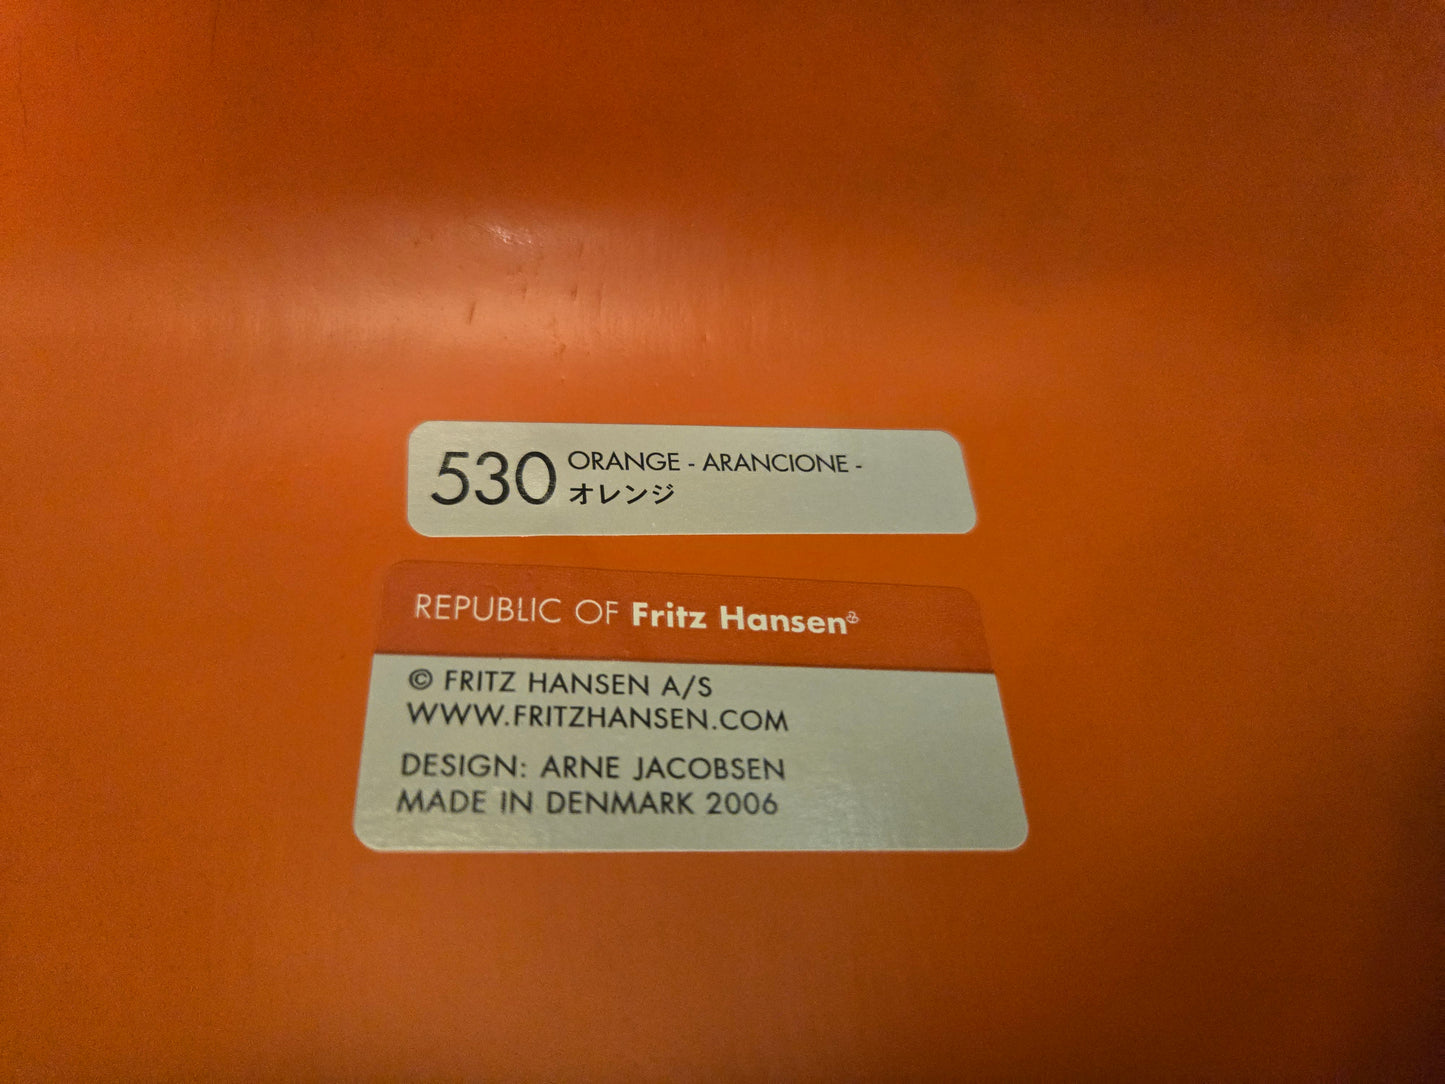 530 ORANGE - ARANCIONE -
オレンジ
REPUBLIC OF Fritz Hansen
© FRITZ HANSEN A/S
WWW.FRITZHANSEN.COM
DESIGN: ARNE JACOBSEN
MADE IN DENMARK 2006